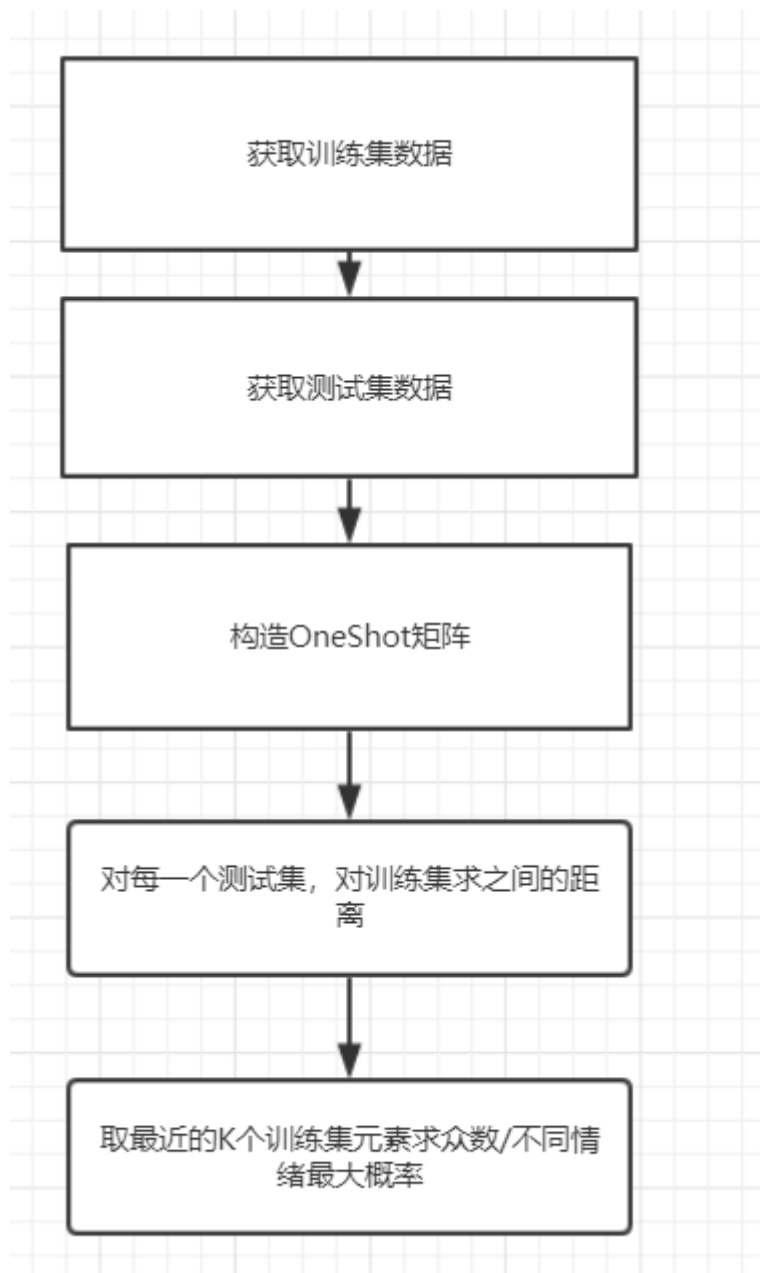 获取训练集数据
获取测试集数据
构造OneShot矩阵
对每一个测试集，对训练集求之间的距
离
取最近的K个训练集元素求众数/不同情
绪最大概率